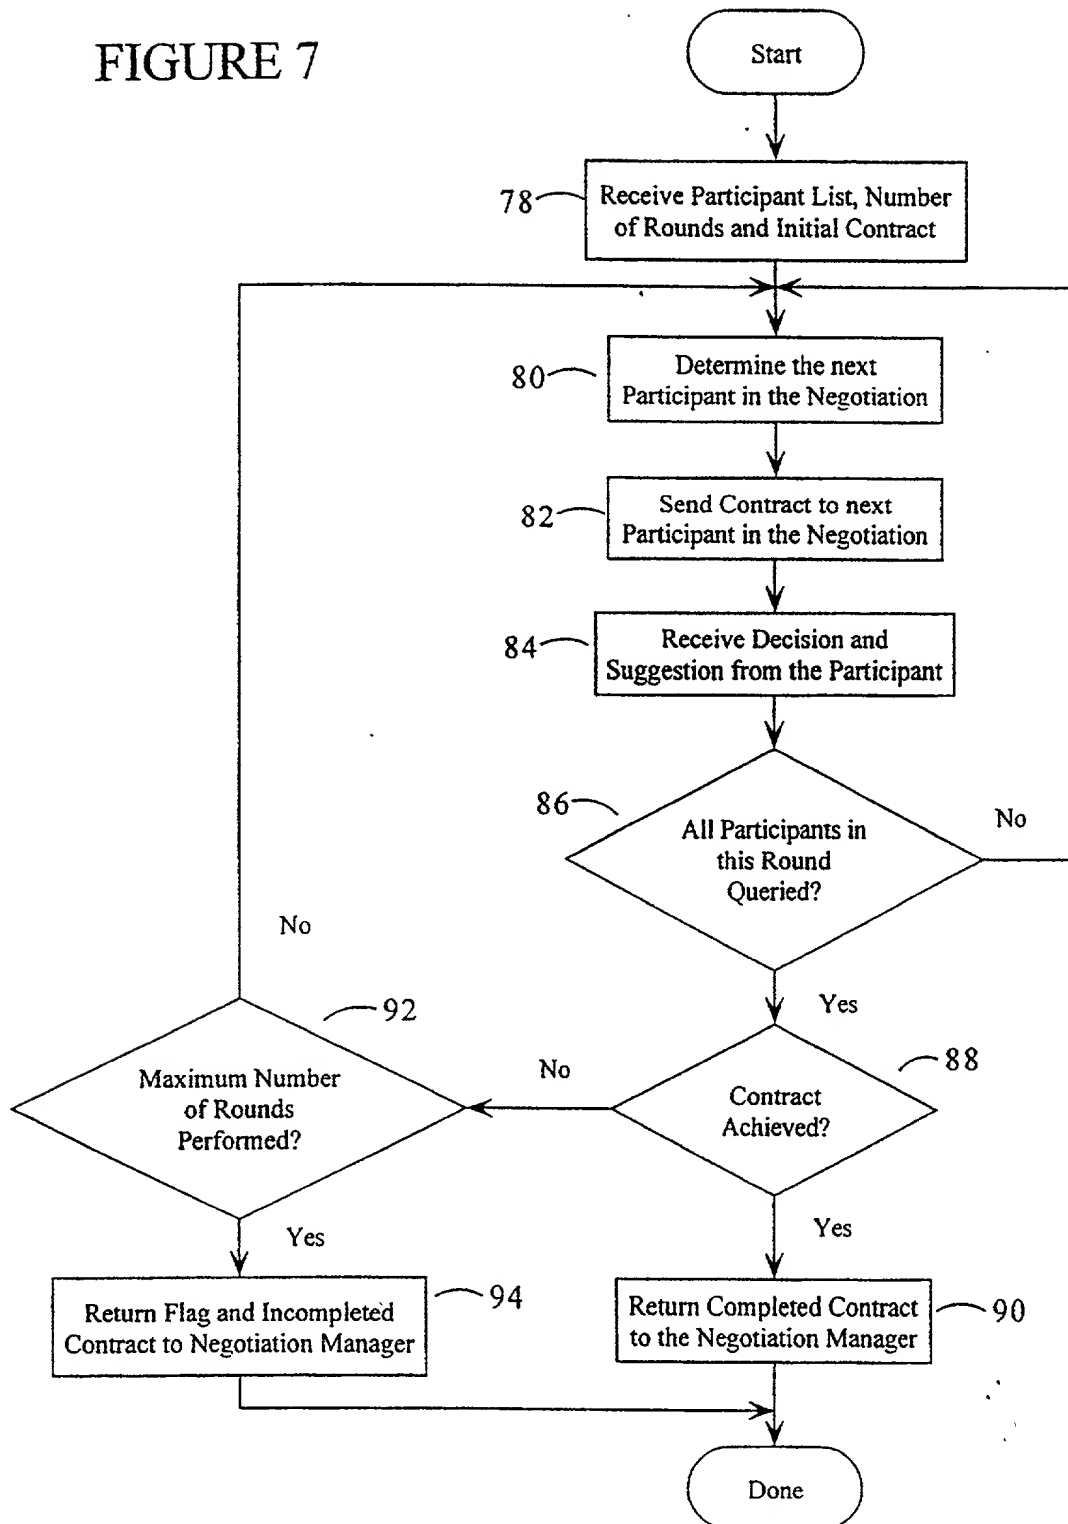 FIGURE 7
Start
78
Receive Participant List, Number
of Rounds and Initial Contract
80
Determine the next
Participant in the Negotiation
82
Send Contract to next
Participant in the Negotiation
84
Receive Decision and
Suggestion from the Participant
86
All Participants in
this Round
Queried?
No
Yes
No
92
Maximum Number
of Rounds
Performed?
No
88
Contract
Achieved?
Yes
Yes
Return Flag and Incompleted
Contract to Negotiation Manager
94
Return Completed Contract
to the Negotiation Manager
90
Done